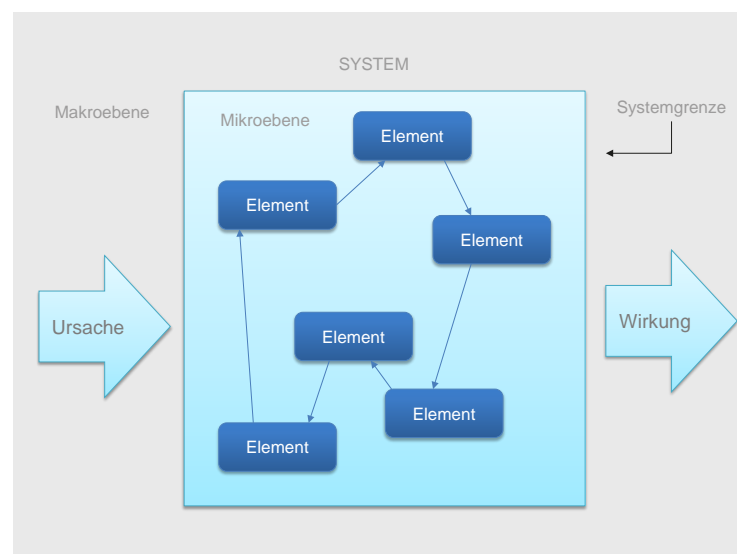 SYSTEM
Makroebene
Mikroebene
Systemgrenze
Element
Element
Element
Ursache
Wirkung
Element
Element
Element